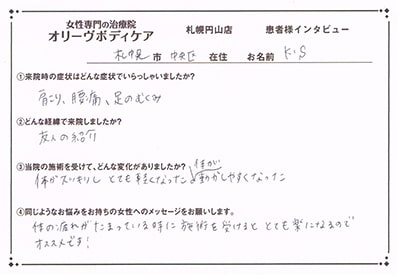 女性専門の治療院
オリーヴボディケア 札幌円山店 患者様インタビュー
札幌 市 中央区 在住 お名前 K.S
①来院時の症状はどんな症状でいらっしゃいましたか?
肩こり、腰痛、足のむくみ
②どんな経緯で来院しましたか?
友人の紹介
③当院の施術を受けて、どんな変化がありましたか?
体がスッキリし とても軽くなった 体が動かしやすくなった
④同じようなお悩みをお持ちの女性へのメッセージをお願いします。
体の疲れがたまっている時に施術を受けると とても楽になるので
オススメです!